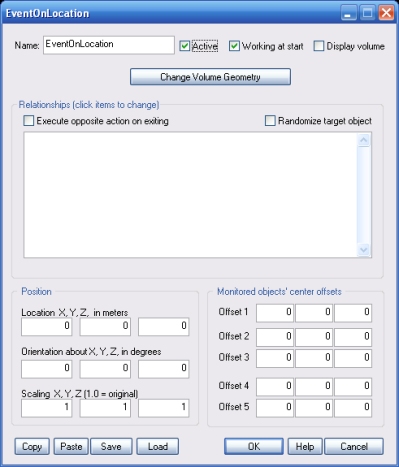 EventOnLocation
Name: EventOnLocation Active Working at start Display volume
Change Volume Geometry
Relationships (click items to change)
Execute opposite action on exiting Randomize target object
Position
Location X, Y, Z, in meters
0 0 0
Orientation about X, Y, Z, in degrees
0 0 0
Scaling X, Y, Z (1.0 = original)
1 1 1
Monitored objects' center offsets
Offset 1 0 0 0
Offset 2 0 0 0
Offset 3 0 0 0
Offset 4 0 0 0
Offset 5 0 0 0
Copy Paste Save Load OK Help Cancel